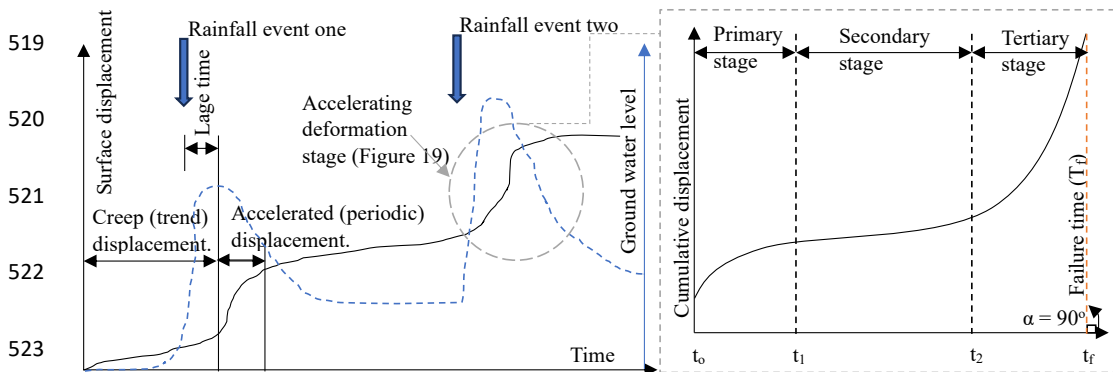 519
520
521
522
523
Rainfall event one
Rainfall event two
Surface displacement
Lage time
Accelerating
deformation
stage (Figure 19)
Creep (trend)
displacement.
Accelerated (periodic)
displacement.
Ground water level
Time
Primary
stage
Secondary
stage
Tertiary
stage
Cumulative displacement
Failure time (Tf)
α = 90o
to
t1
t2
tf